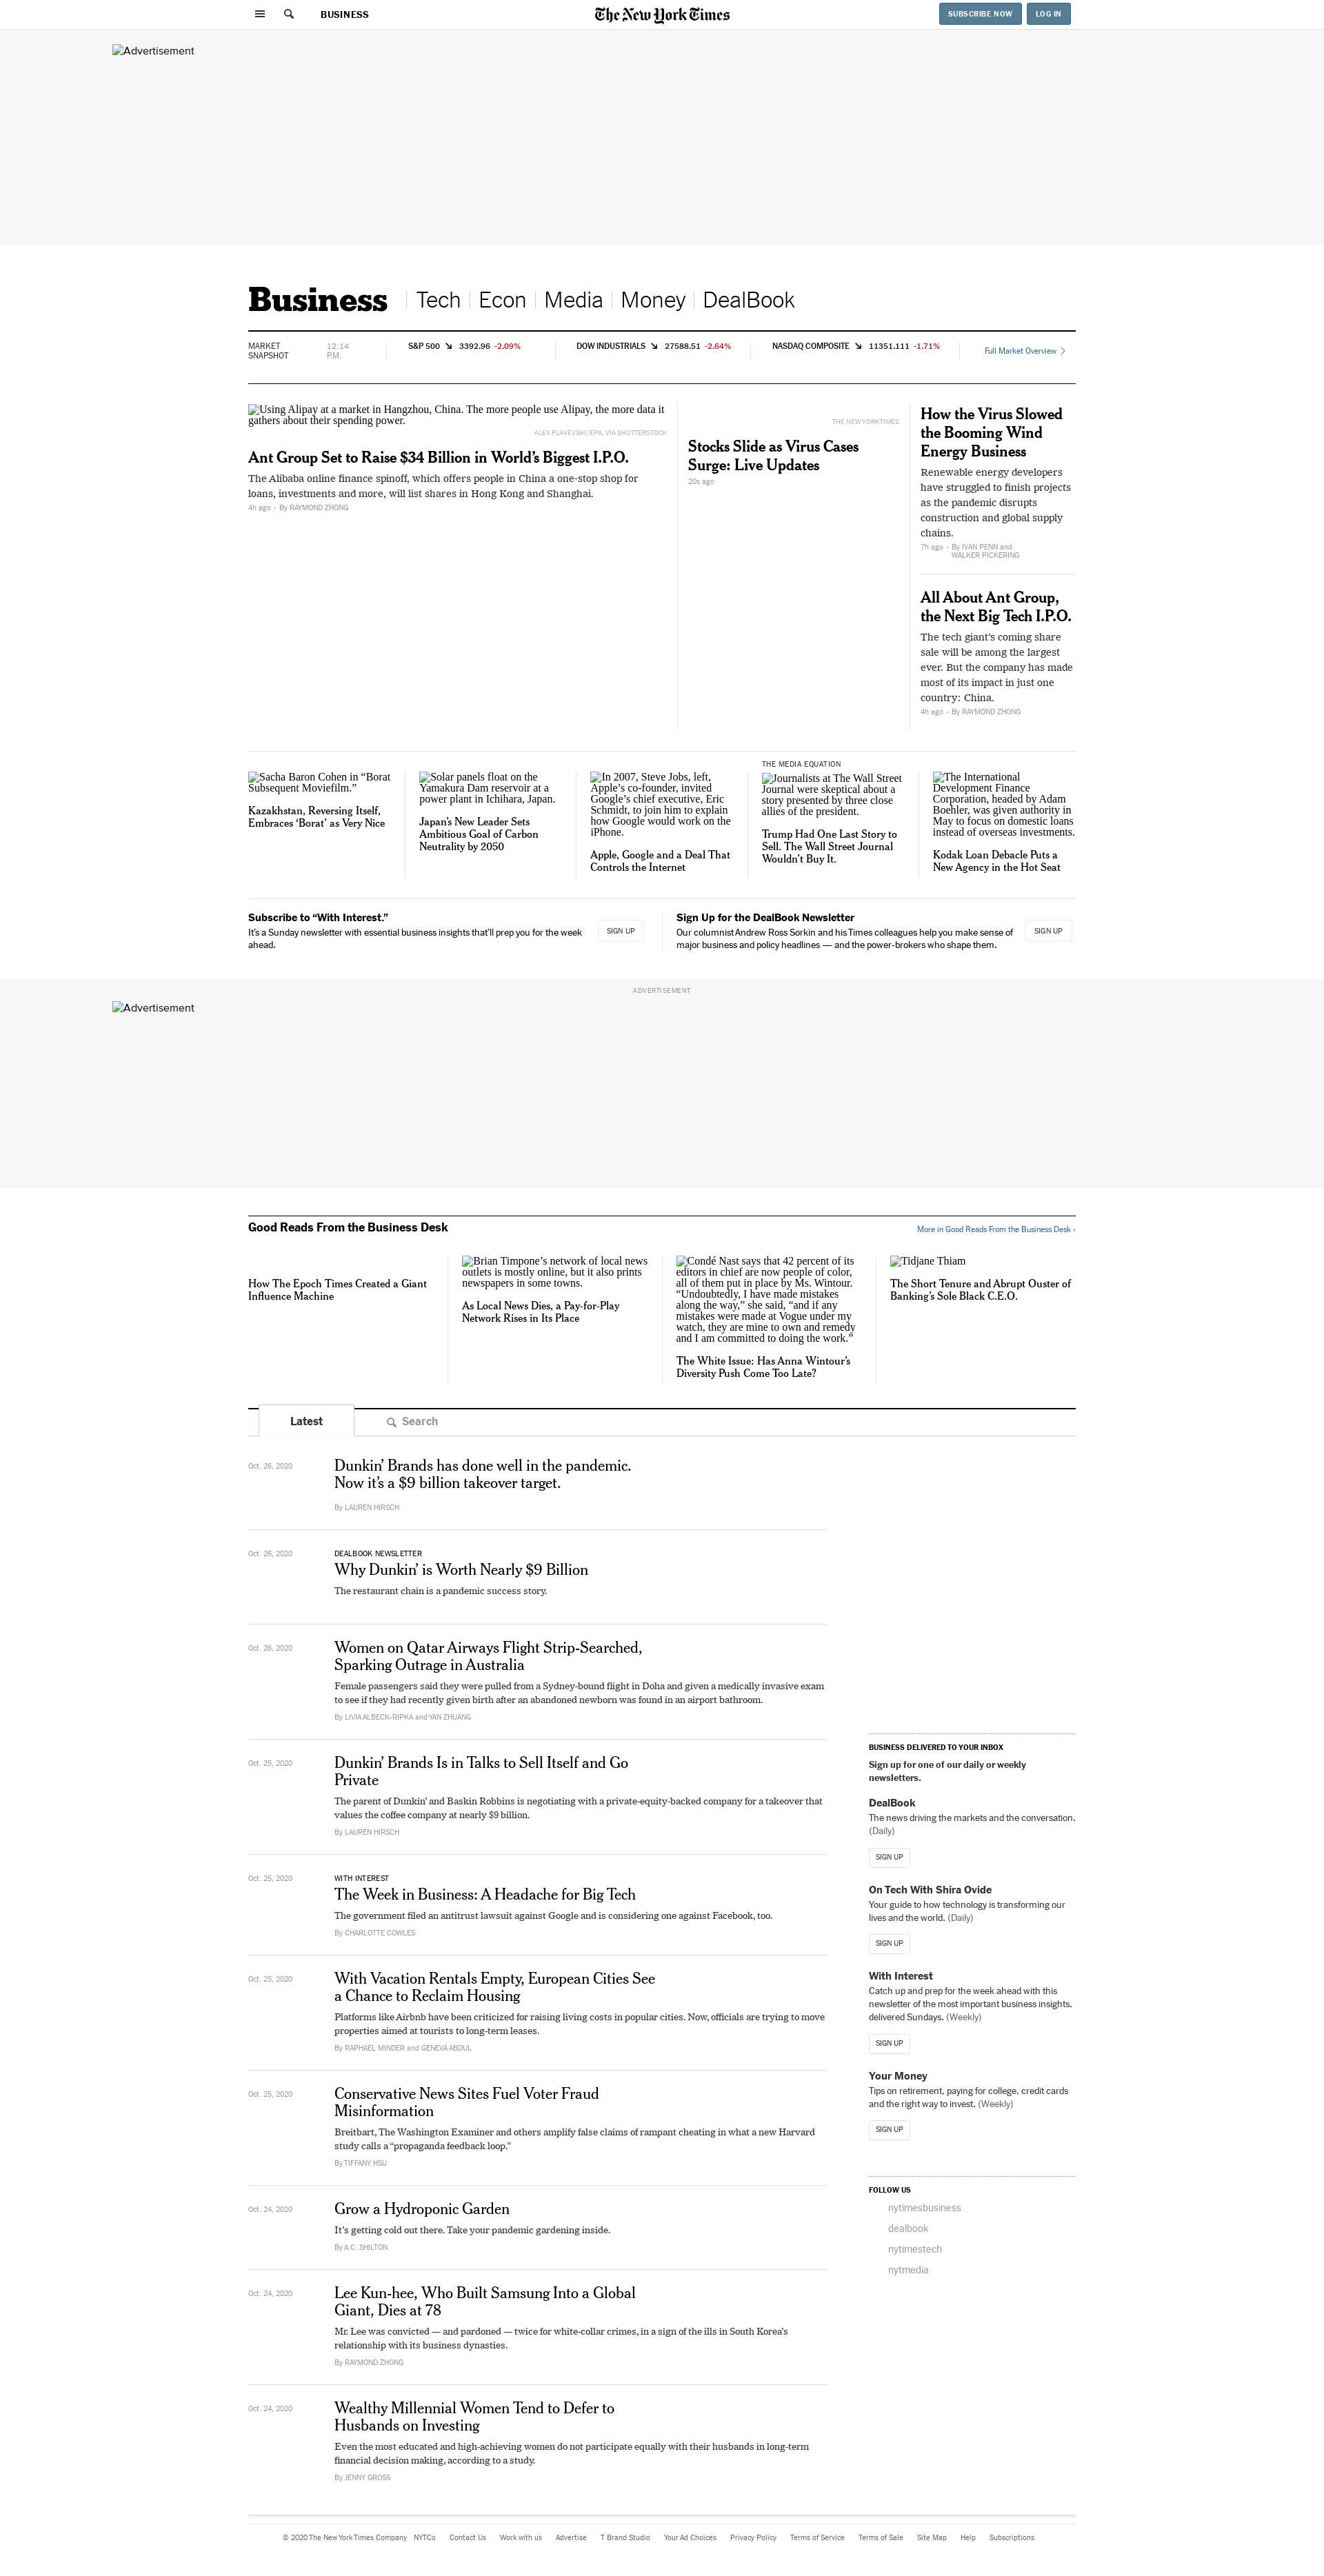 BUSINESS
The New York Times
SUBSCRIBE NOW
LOG IN
Advertisement
Business
Tech
Econ
Media
Money
DealBook
MARKET
SNAPSHOT
12:14
P.M.
S&P 500 ↘ 3392.96 -2.09%
DOW INDUSTRIALS ↘ 27588.51 -2.64%
NASDAQ COMPOSITE ↘ 11351.111 -1.71%
Full Market Overview
Using Alipay at a market in Hangzhou, China. The more people use Alipay, the more data it
gathers about their spending power.
ALEX PLAVEVSKI/EPA, VIA SHUTTERSTOCK
Ant Group Set to Raise $34 Billion in World’s Biggest I.P.O.
The Alibaba online finance spinoff, which offers people in China a one-stop shop for
loans, investments and more, will list shares in Hong Kong and Shanghai.
4h ago • By RAYMOND ZHONG
THE NEW YORK TIMES
Stocks Slide as Virus Cases
Surge: Live Updates
20s ago
How the Virus Slowed
the Booming Wind
Energy Business
Renewable energy developers
have struggled to finish projects
as the pandemic disrupts
construction and global supply
chains.
7h ago • By IVAN PENN and
WALKER PICKERING
All About Ant Group,
the Next Big Tech I.P.O.
The tech giant’s coming share
sale will be among the largest
ever. But the company has made
most of its impact in just one
country: China.
4h ago • By RAYMOND ZHONG
Sacha Baron Cohen in “Borat
Subsequent Moviefilm.”
Kazakhstan, Reversing Itself,
Embraces ‘Borat’ as Very Nice
Solar panels float on the
Yamakura Dam reservoir at a
power plant in Ichihara, Japan.
Japan’s New Leader Sets
Ambitious Goal of Carbon
Neutrality by 2050
In 2007, Steve Jobs, left,
Apple’s co-founder, invited
Google’s chief executive, Eric
Schmidt, to join him to explain
how Google would work on the
iPhone.
Apple, Google and a Deal That
Controls the Internet
THE MEDIA EQUATION
Journalists at The Wall Street
Journal were skeptical about a
story presented by three close
allies of the president.
Trump Had One Last Story to
Sell. The Wall Street Journal
Wouldn’t Buy It.
The International
Development Finance
Corporation, headed by Adam
Boehler, was given authority in
May to focus on domestic loans
instead of overseas investments.
Kodak Loan Debacle Puts a
New Agency in the Hot Seat
Subscribe to “With Interest.”
It’s a Sunday newsletter with essential business insights that’ll prep you for the week
ahead.
SIGN UP
Sign Up for the DealBook Newsletter
Our columnist Andrew Ross Sorkin and his Times colleagues help you make sense of
major business and policy headlines — and the power-brokers who shape them.
SIGN UP
ADVERTISEMENT
Advertisement
Good Reads From the Business Desk
More in Good Reads From the Business Desk ›
How The Epoch Times Created a Giant
Influence Machine
Brian Timpone’s network of local news
outlets is mostly online, but it also prints
newspapers in some towns.
As Local News Dies, a Pay-for-Play
Network Rises in Its Place
Condé Nast says that 42 percent of its
editors in chief are now people of color,
all of them put in place by Ms. Wintour.
“Undoubtedly, I have made mistakes
along the way,” she said, “and if any
mistakes were made at Vogue under my
watch, they are mine to own and remedy
and I am committed to doing the work.”
The White Issue: Has Anna Wintour’s
Diversity Push Come Too Late?
Tidjane Thiam
The Short Tenure and Abrupt Ouster of
Banking’s Sole Black C.E.O.
Latest
Search
Oct. 26, 2020
Dunkin’ Brands has done well in the pandemic.
Now it’s a $9 billion takeover target.
By LAUREN HIRSCH
Oct. 26, 2020
DEALBOOK NEWSLETTER
Why Dunkin’ is Worth Nearly $9 Billion
The restaurant chain is a pandemic success story.
Oct. 26, 2020
Women on Qatar Airways Flight Strip-Searched,
Sparking Outrage in Australia
Female passengers said they were pulled from a Sydney-bound flight in Doha and given a medically invasive exam
to see if they had recently given birth after an abandoned newborn was found in an airport bathroom.
By LIVIA ALBECK-RIPKA and YAN ZHUANG
Oct. 25, 2020
Dunkin’ Brands Is in Talks to Sell Itself and Go
Private
The parent of Dunkin’ and Baskin Robbins is negotiating with a private-equity-backed company for a takeover that
values the coffee company at nearly $9 billion.
By LAUREN HIRSCH
Oct. 25, 2020
WITH INTEREST
The Week in Business: A Headache for Big Tech
The government filed an antitrust lawsuit against Google and is considering one against Facebook, too.
By CHARLOTTE COWLES
Oct. 25, 2020
With Vacation Rentals Empty, European Cities See
a Chance to Reclaim Housing
Platforms like Airbnb have been criticized for raising living costs in popular cities. Now, officials are trying to move
properties aimed at tourists to long-term leases.
By RAPHAEL MINDER and GENEVA ABDUL
Oct. 25, 2020
Conservative News Sites Fuel Voter Fraud
Misinformation
Breitbart, The Washington Examiner and others amplify false claims of rampant cheating in what a new Harvard
study calls a “propaganda feedback loop.”
By TIFFANY HSU
Oct. 24, 2020
Grow a Hydroponic Garden
It’s getting cold out there. Take your pandemic gardening inside.
By A.C. SHILTON
Oct. 24, 2020
Lee Kun-hee, Who Built Samsung Into a Global
Giant, Dies at 78
Mr. Lee was convicted — and pardoned — twice for white-collar crimes, in a sign of the ills in South Korea’s
relationship with its business dynasties.
By RAYMOND ZHONG
Oct. 24, 2020
Wealthy Millennial Women Tend to Defer to
Husbands on Investing
Even the most educated and high-achieving women do not participate equally with their husbands in long-term
financial decision making, according to a study.
By JENNY GROSS
BUSINESS DELIVERED TO YOUR INBOX
Sign up for one of our daily or weekly
newsletters.
DealBook
The news driving the markets and the conversation.
(Daily)
SIGN UP
On Tech With Shira Ovide
Your guide to how technology is transforming our
lives and the world. (Daily)
SIGN UP
With Interest
Catch up and prep for the week ahead with this
newsletter of the most important business insights,
delivered Sundays. (Weekly)
SIGN UP
Your Money
Tips on retirement, paying for college, credit cards
and the right way to invest. (Weekly)
SIGN UP
FOLLOW US
nytimesbusiness
dealbook
nytimestech
nytmedia
© 2020 The New York Times Company NYTCo Contact Us Work with us Advertise T Brand Studio Your Ad Choices Privacy Policy Terms of Service Terms of Sale Site Map Help Subscriptions